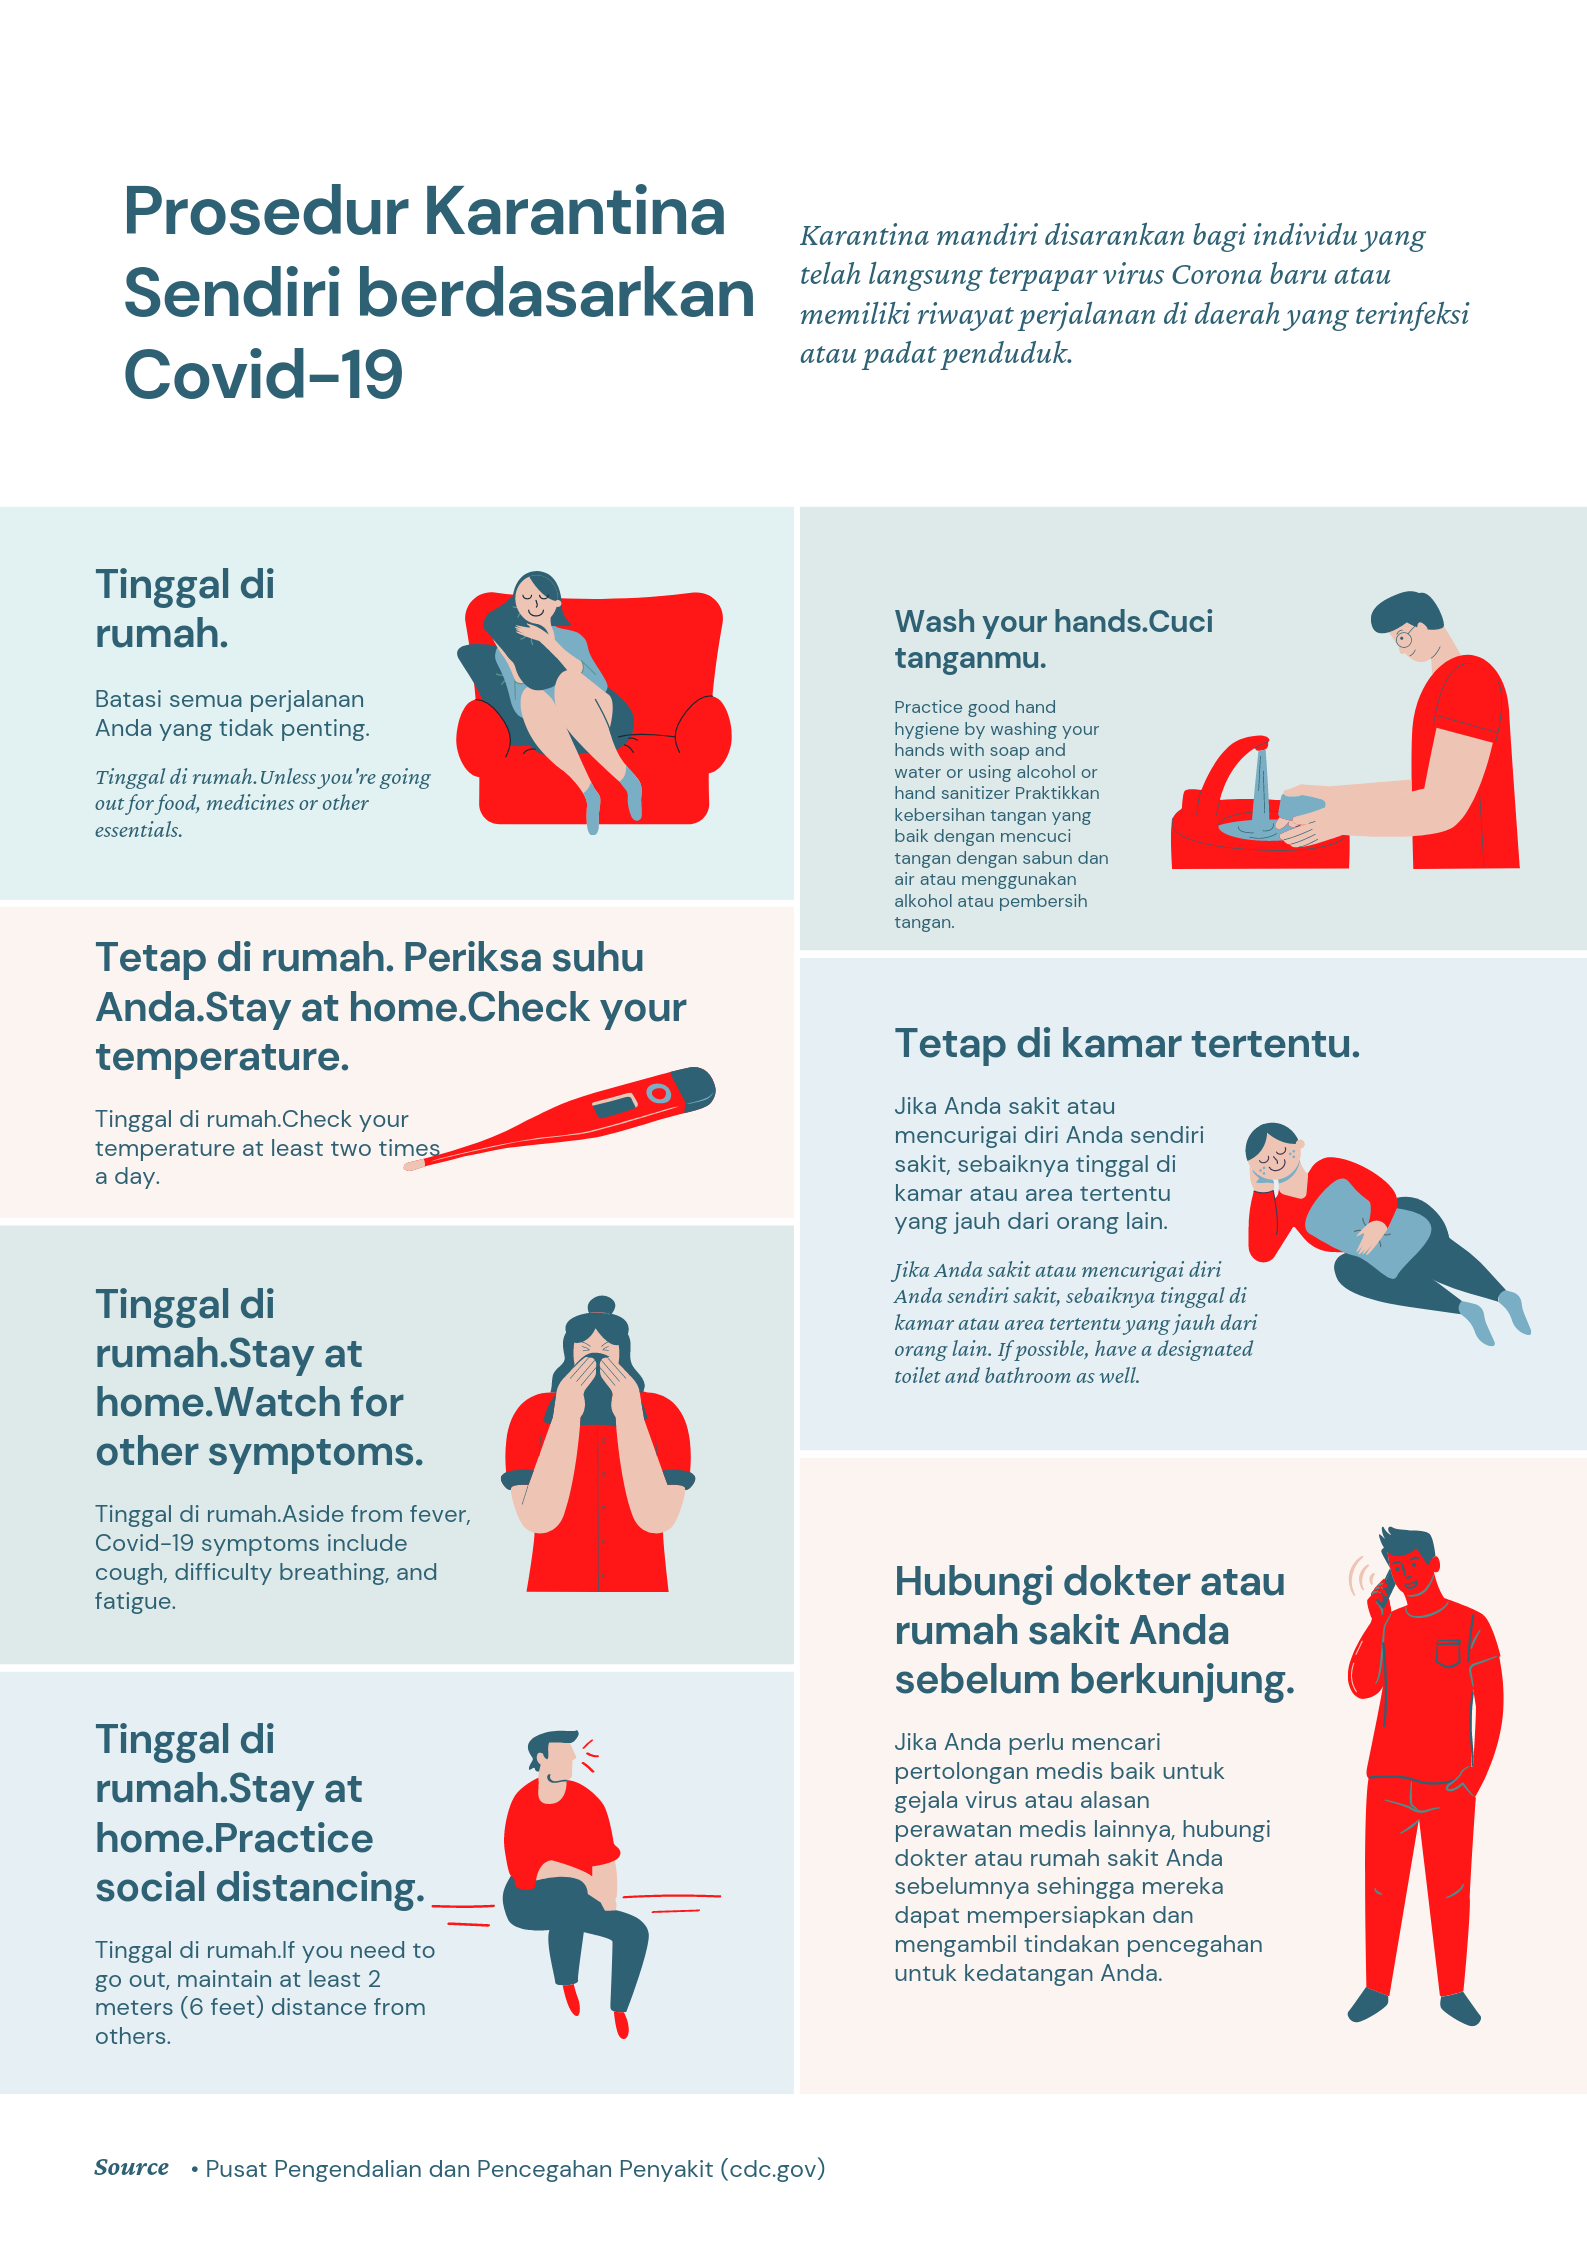 Prosedur Karantina
Sendiri berdasarkan
Covid-19
Karantina mandiri disarankan bagi individu yang
telah langsung terpapar virus Corona baru atau
memiliki riwayat perjalanan di daerah yang terinfeksi
atau padat penduduk.
Tinggal di
rumah.
Batasi semua perjalanan
Anda yang tidak penting.
Tinggal di rumah.Unless you're going
out for food, medicines or other
essentials.
Tetap di rumah. Periksa suhu
Anda.Stay at home.Check your
temperature.
Tinggal di rumah.Check your
temperature at least two times
a day.
Tinggal di
rumah.Stay at
home.Watch for
other symptoms.
Tinggal di rumah.Aside from fever,
Covid-19 symptoms include
cough, difficulty breathing, and
fatigue.
Tinggal di
rumah.Stay at
home.Practice
social distancing.
Tinggal di rumah.If you need to
go out, maintain at least 2
meters (6 feet) distance from
others.
Wash your hands.Cuci
tanganmu.
Practice good hand
hygiene by washing your
hands with soap and
water or using alcohol or
hand sanitizer Praktikkan
kebersihan tangan yang
baik dengan mencuci
tangan dengan sabun dan
air atau menggunakan
alkohol atau pembersih
tangan.
Tetap di kamar tertentu.
Jika Anda sakit atau
mencurigai diri Anda sendiri
sakit, sebaiknya tinggal di
kamar atau area tertentu
yang jauh dari orang lain.
Jika Anda sakit atau mencurigai diri
Anda sendiri sakit, sebaiknya tinggal di
kamar atau area tertentu yang jauh dari
orang lain. If possible, have a designated
toilet and bathroom as well.
Hubungi dokter atau
rumah sakit Anda
sebelum berkunjung.
Jika Anda perlu mencari
pertolongan medis baik untuk
gejala virus atau alasan
perawatan medis lainnya, hubungi
dokter atau rumah sakit Anda
sebelumnya sehingga mereka
dapat mempersiapkan dan
mengambil tindakan pencegahan
untuk kedatangan Anda.
Source • Pusat Pengendalian dan Pencegahan Penyakit (cdc.gov)